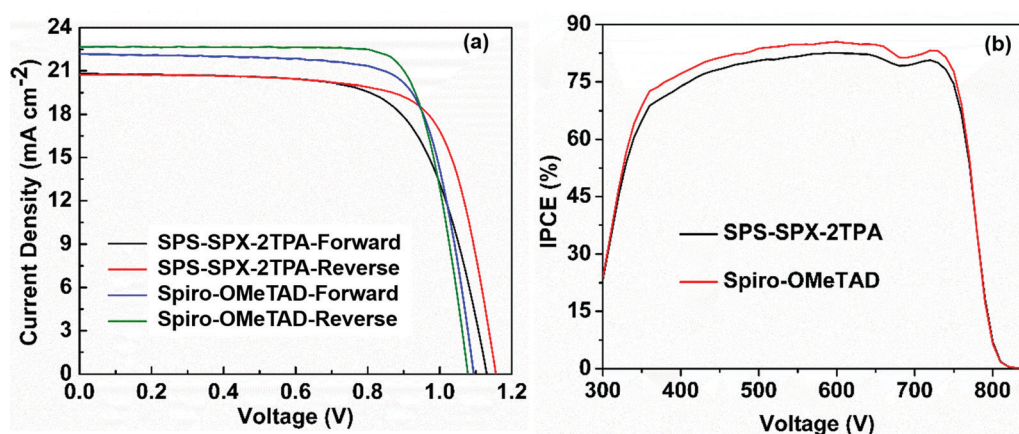 (a)
Current Density (mA cm-2)
24
21
18
15
12
9
6
3
0
SPS-SPX-2TPA-Forward
SPS-SPX-2TPA-Reverse
Spiro-OMeTAD-Forward
Spiro-OMeTAD-Reverse
0.0 0.2 0.4 0.6 0.8 1.0 1.2
Voltage (V)
(b)
IPCE (%)
90
75
60
45
30
15
0
SPS-SPX-2TPA
Spiro-OMeTAD
300 400 500 600 700 800
Voltage (V)